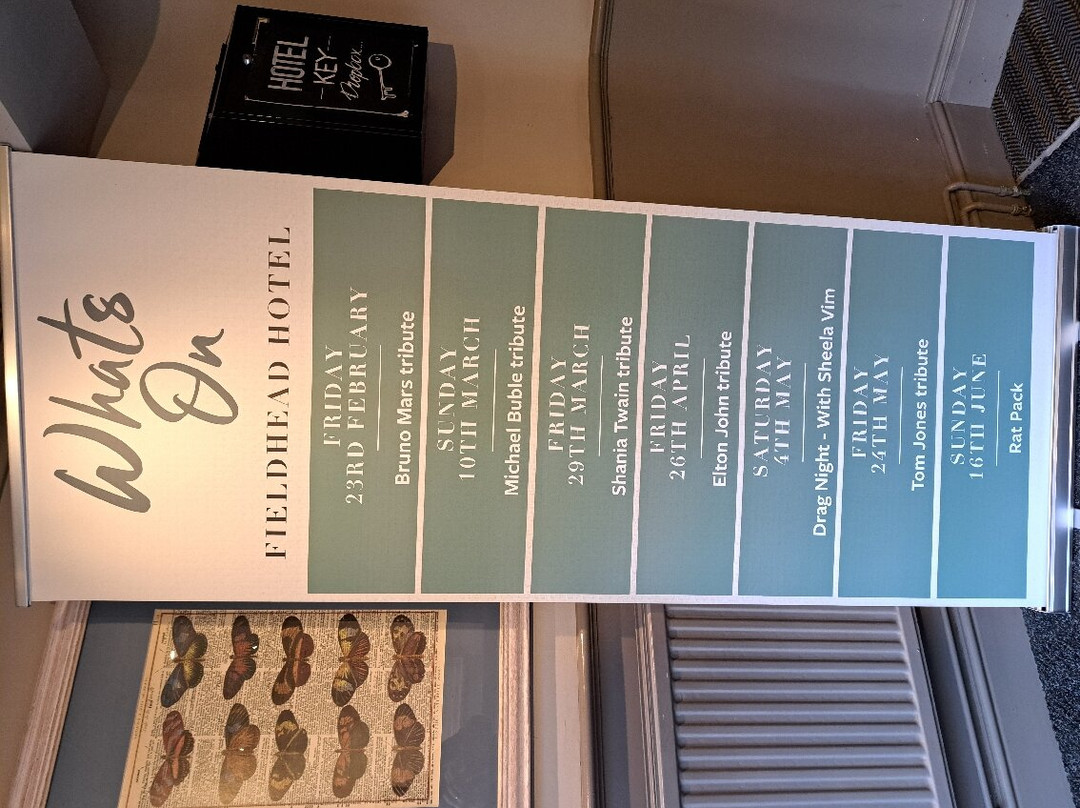 Whats
On
FIELDHEAD HOTEL
FRIDAY
23RD FEBRUARY
Bruno Mars tribute
SUNDAY
10TH MARCH
Michael Buble tribute
FRIDAY
29TH MARCH
Shania Twain tribute
FRIDAY
26TH APRIL
Elton John tribute
SATURDAY
4TH MAY
Drag Night - With Sheela Vim
FRIDAY
24TH MAY
Tom Jones tribute
SUNDAY
16TH JUNE
Rat Pack
HOTEL
-KEY-
Dropbox...